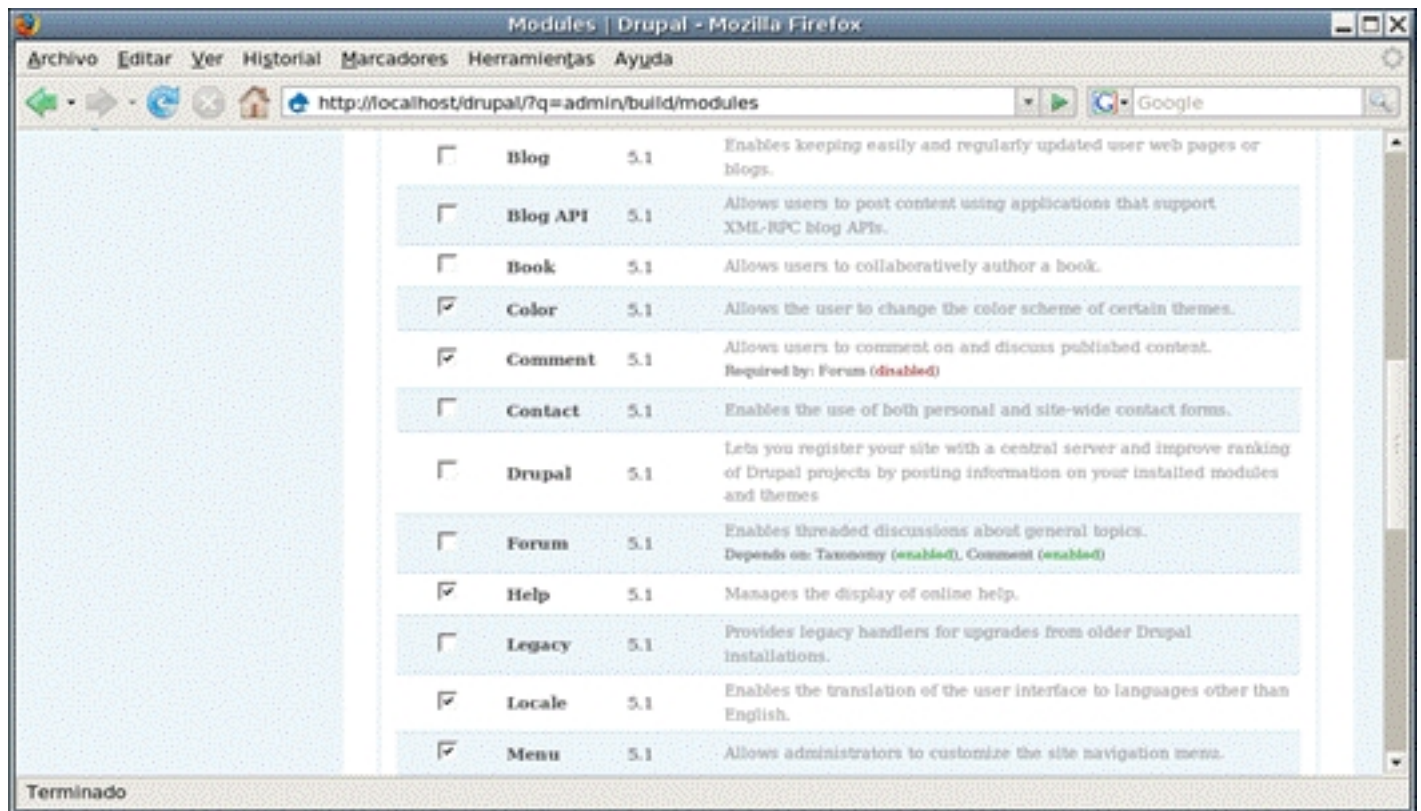 Modules | Drupal - Mozilla Firefox
Archivo Editar Ver Historial Marcadores Herramientas Ayuda
http://localhost/drupal/?q=admin/build/modules
Google
Blog 5.1 Enables keeping easily and regularly updated user web pages or
blogs.
Blog API 5.1 Allows users to post content using applications that support
XML-RPC blog APIs.
Book 5.1 Allows users to collaboratively author a book.
Color 5.1 Allows the user to change the color scheme of certain themes.
Comment 5.1 Allows users to comment on and discuss published content.
Required by: Forum (disabled)
Contact 5.1 Enables the use of both personal and site-wide contact forms.
Drupal 5.1 Lets you register your site with a central server and improve ranking
of Drupal projects by posting information on your installed modules
and themes
Forum 5.1 Enables threaded discussions about general topics.
Depends on: Taxonomy (enabled), Comment (enabled)
Help 5.1 Manages the display of online help.
Legacy 5.1 Provides legacy handlers for upgrades from older Drupal
installations.
Locale 5.1 Enables the translation of the user interface to languages other than
English.
Menu 5.1 Allows administrators to customize the site navigation menu.
Terminado